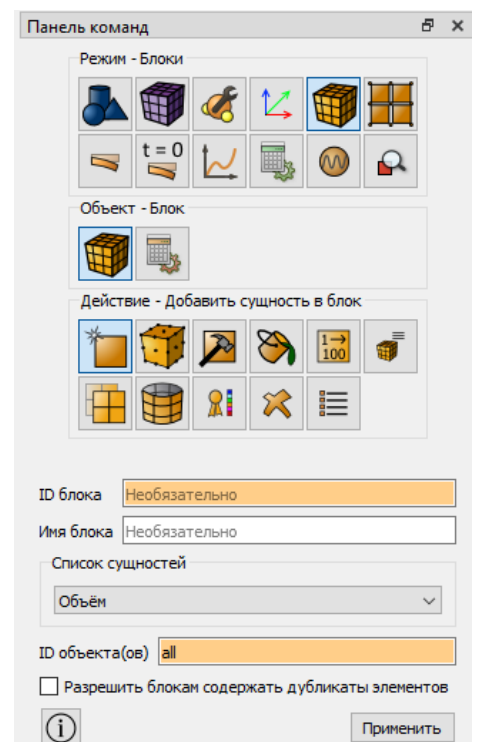 Панель команд
Режим - Блоки
t = 0
Объект - Блок
Действие - Добавить сущность в блок
1→
100
ID блока Необязательно
Имя блока Необязательно
Список сущностей
Объём
ID объекта(ов) all
Разрешить блокам содержать дубликаты элементов
i Применить